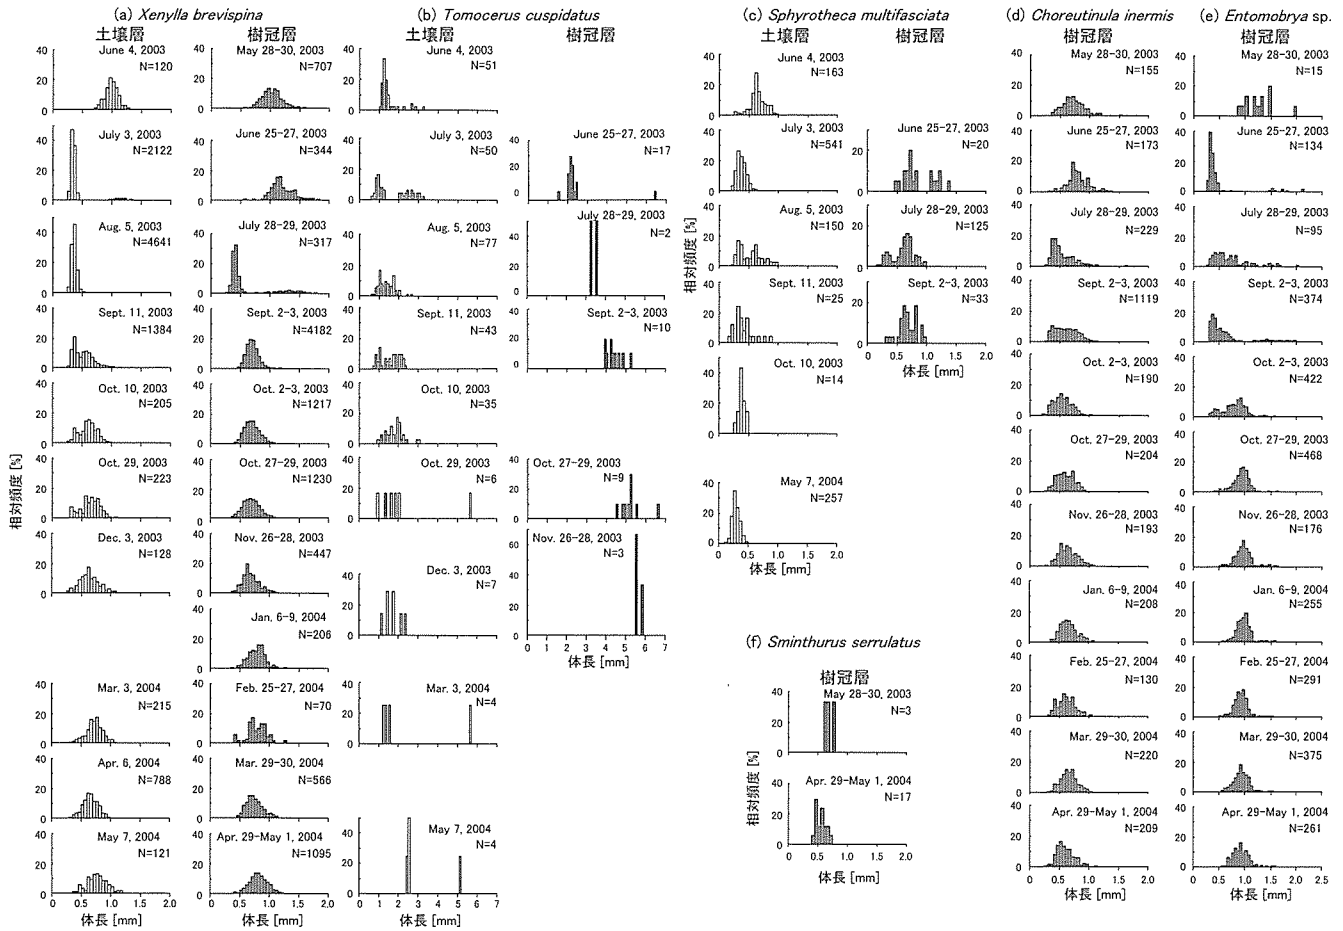 (a) Xenylla brevispina
土壌層
June 4, 2003
N=120
July 3, 2003
N=2122
Aug. 5, 2003
N=4641
Sept. 11, 2003
N=1384
Oct. 10, 2003
N=205
Oct. 29, 2003
N=223
Dec. 3, 2003
N=128
Mar. 3, 2004
N=215
Apr. 6, 2004
N=788
May 7, 2004
N=121
体長 [mm]
相対頻度 [%]
樹冠層
May 28-30, 2003
N=707
June 25-27, 2003
N=344
July 28-29, 2003
N=317
Sept. 2-3, 2003
N=4182
Oct. 2-3, 2003
N=1217
Oct. 27-29, 2003
N=1230
Nov. 26-28, 2003
N=447
Jan. 6-9, 2004
N=206
Feb. 25-27, 2004
N=70
Mar. 29-30, 2004
N=566
Apr. 29-May 1, 2004
N=1095
体長 [mm]
(b) Tomocerus cuspidatus
土壌層
June 4, 2003
N=51
July 3, 2003
N=50
Aug. 5, 2003
N=77
Sept. 11, 2003
N=43
Oct. 10, 2003
N=35
Oct. 29, 2003
N=6
Dec. 3, 2003
N=7
Mar. 3, 2004
N=4
May 7, 2004
N=4
体長 [mm]
樹冠層
June 25-27, 2003
N=17
July 28-29, 2003
N=2
Sept. 2-3, 2003
N=10
Oct. 27-29, 2003
N=9
Nov. 26-28, 2003
N=3
体長 [mm]
(c) Sphyrotheca multifasciata
土壌層
June 4, 2003
N=163
July 3, 2003
N=541
Aug. 5, 2003
N=150
Sept. 11, 2003
N=25
Oct. 10, 2003
N=14
May 7, 2004
N=257
体長 [mm]
相対頻度 [%]
樹冠層
June 25-27, 2003
N=20
July 28-29, 2003
N=125
Sept. 2-3, 2003
N=33
体長 [mm]
(f) Sminthurus serrulatus
樹冠層
May 28-30, 2003
N=3
Apr. 29-May 1, 2004
N=17
相対頻度 [%]
体長 [mm]
(d) Choreutinula inermis
樹冠層
May 28-30, 2003
N=155
June 25-27, 2003
N=173
July 28-29, 2003
N=229
Sept. 2-3, 2003
N=1119
Oct. 2-3, 2003
N=190
Oct. 27-29, 2003
N=204
Nov. 26-28, 2003
N=193
Jan. 6-9, 2004
N=208
Feb. 25-27, 2004
N=130
Mar. 29-30, 2004
N=220
Apr. 29-May 1, 2004
N=209
体長 [mm]
(e) Entomobrya sp.
樹冠層
May 28-30, 2003
N=15
June 25-27, 2003
N=134
July 28-29, 2003
N=95
Sept. 2-3, 2003
N=374
Oct. 2-3, 2003
N=422
Oct. 27-29, 2003
N=468
Nov. 26-28, 2003
N=176
Jan. 6-9, 2004
N=255
Feb. 25-27, 2004
N=291
Mar. 29-30, 2004
N=375
Apr. 29-May 1, 2004
N=261
体長 [mm]